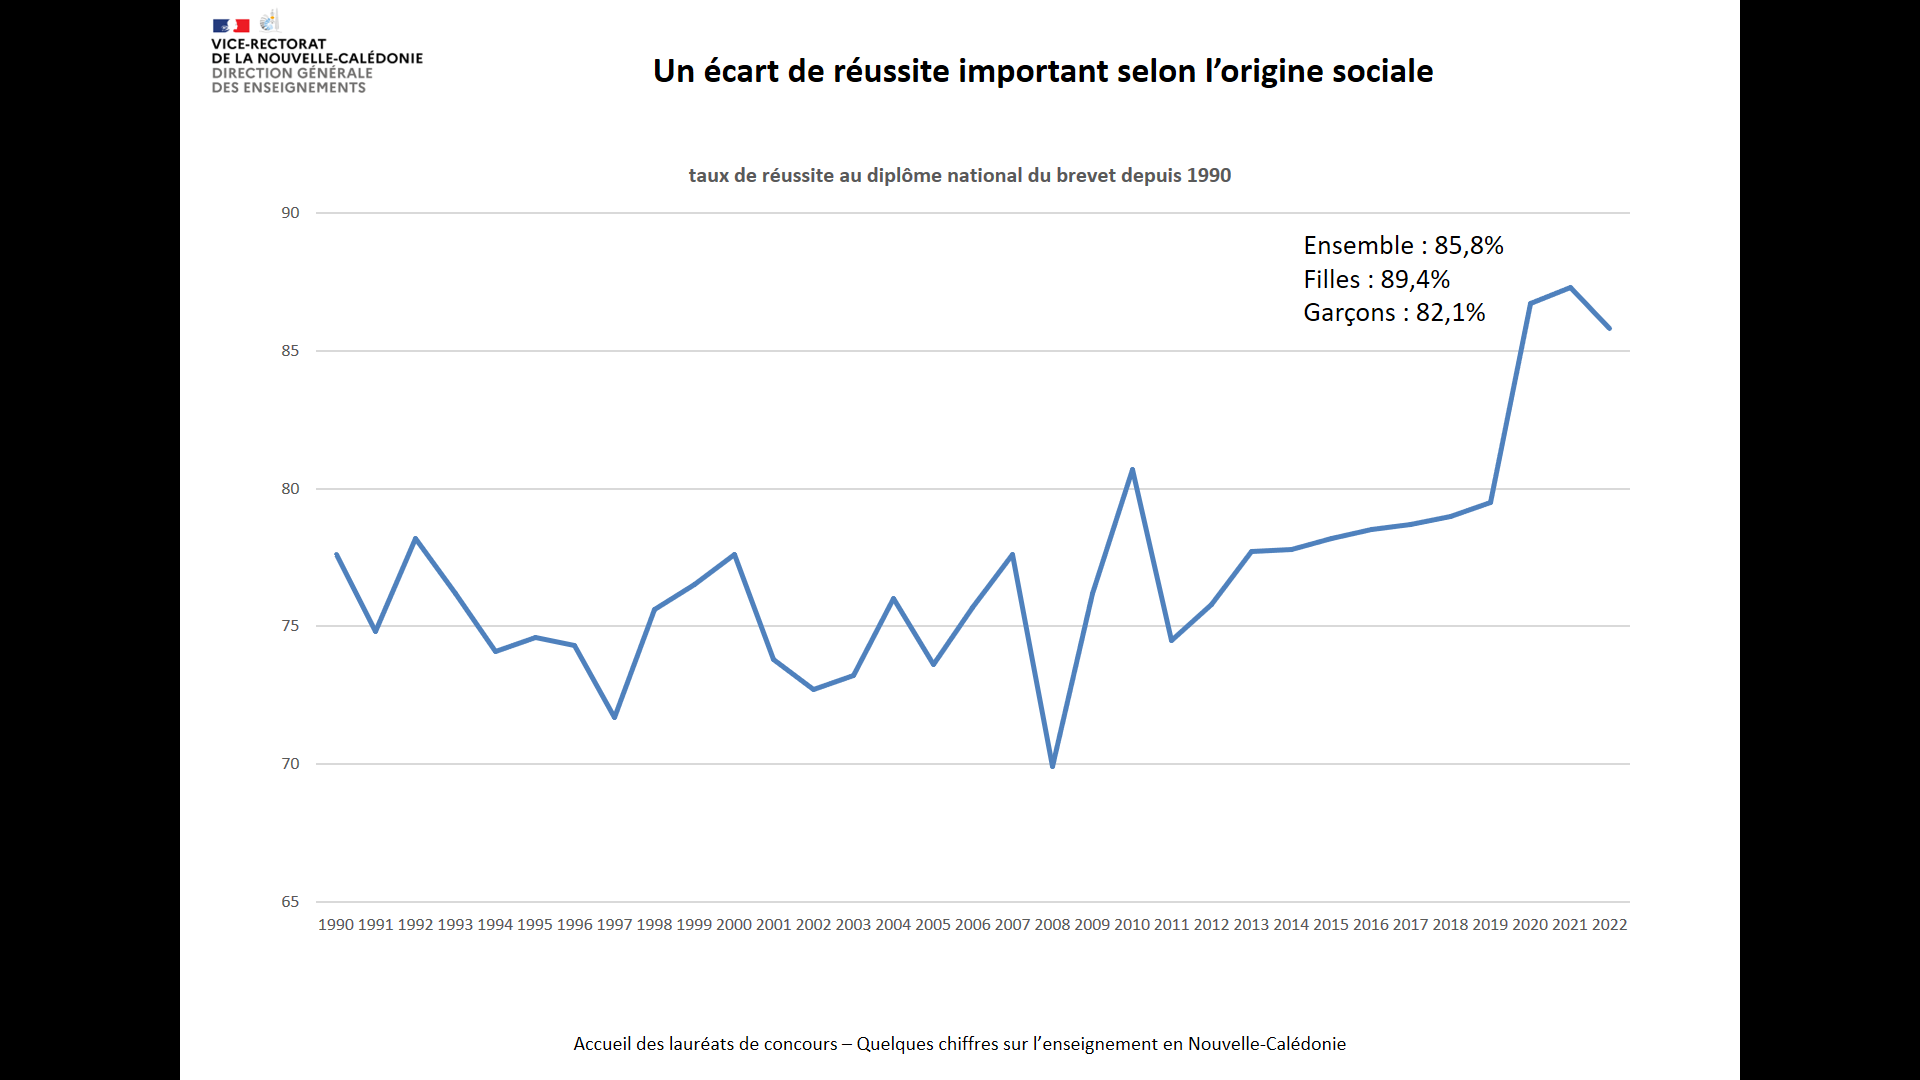 VICE-RECTORAT
DE LA NOUVELLE-CALÉDONIE
DIRECTION GÉNÉRALE
DES ENSEIGNEMENTS
Un écart de réussite important selon l’origine sociale
taux de réussite au diplôme national du brevet depuis 1990
90
Ensemble : 85,8%
Filles : 89,4%
Garçons : 82,1%
85
80
75
70
65
1990 1991 1992 1993 1994 1995 1996 1997 1998 1999 2000 2001 2002 2003 2004 2005 2006 2007 2008 2009 2010 2011 2012 2013 2014 2015 2016 2017 2018 2019 2020 2021 2022
Accueil des lauréats de concours – Quelques chiffres sur l’enseignement en Nouvelle-Calédonie